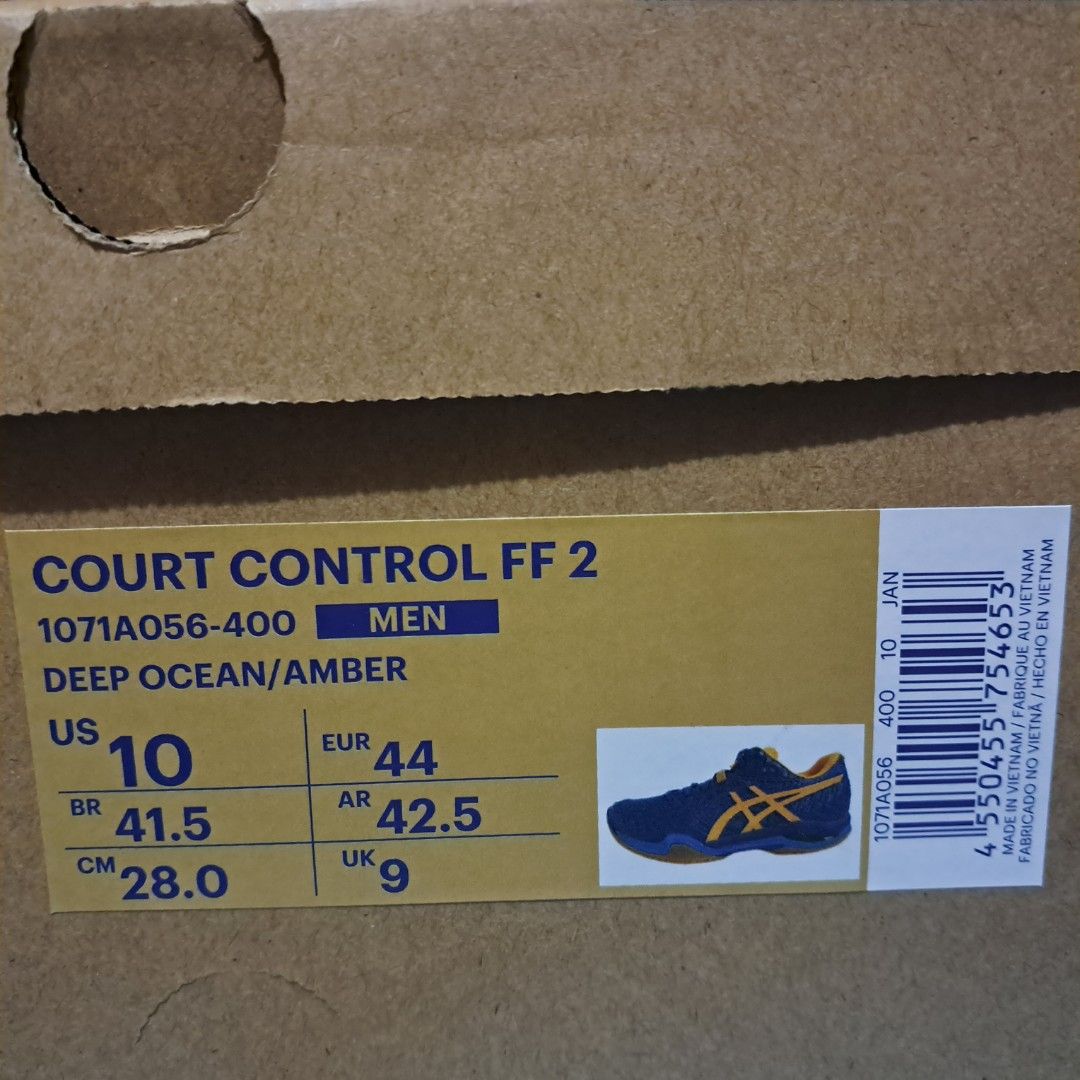 COURT CONTROL FF 2
1071A056-400 MEN
DEEP OCEAN/AMBER
US 10 EUR 44
BR 41.5 AR 42.5
CM 28.0 UK 9
1071A056 400 10 JAN
4 550455 754653
MADE IN VIETNAM / FABRIQUE AU VIETNAM
FABRICADO NO VIETNÃ / HECHO EN VIETNAM